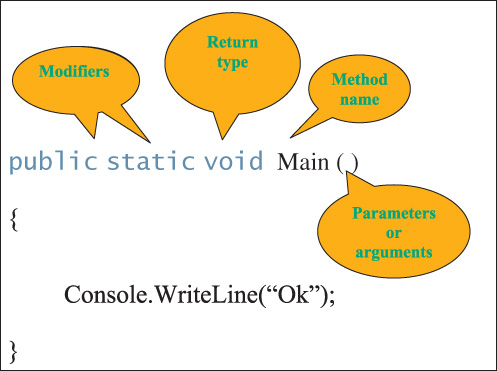 Return
type
Modifiers
Method
name
public static void Main ( )
Parameters
or
arguments
{
Console.WriteLine(“Ok”);
}